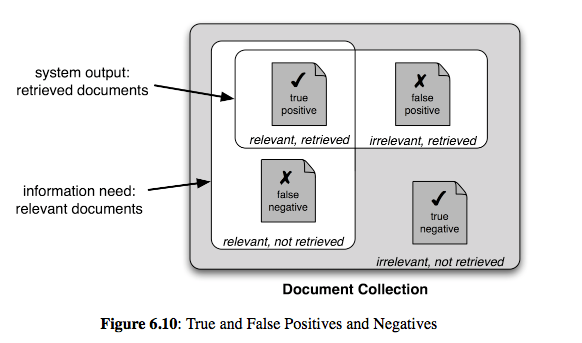 system output:
retrieved documents
true
positive
false
positive
relevant, retrieved
irrelevant, retrieved
information need:
relevant documents
false
negative
true
negative
relevant, not retrieved
irrelevant, not retrieved
Document Collection
Figure 6.10: True and False Positives and Negatives